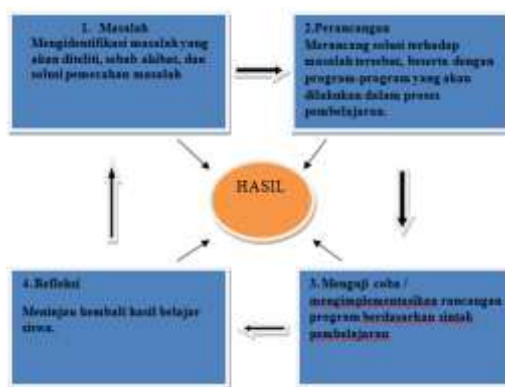 1. Masalah
Mengidentifikasi masalah yang
akan diteliti, sebab akibat, dan
solusi pemecahan masalah
2.Perancangan
Merancang solusi terhadap
masalah tersebut, beserta dengan
program-program yang akan
dilakukan dalam proses
pembelajaran.
HASIL
4.Refleksi
Meninjau kembali hasil belajar
siswa.
3. Menguji coba /
mengimplementasikan rancangan
program berdasarkan sintak
pembelajaran